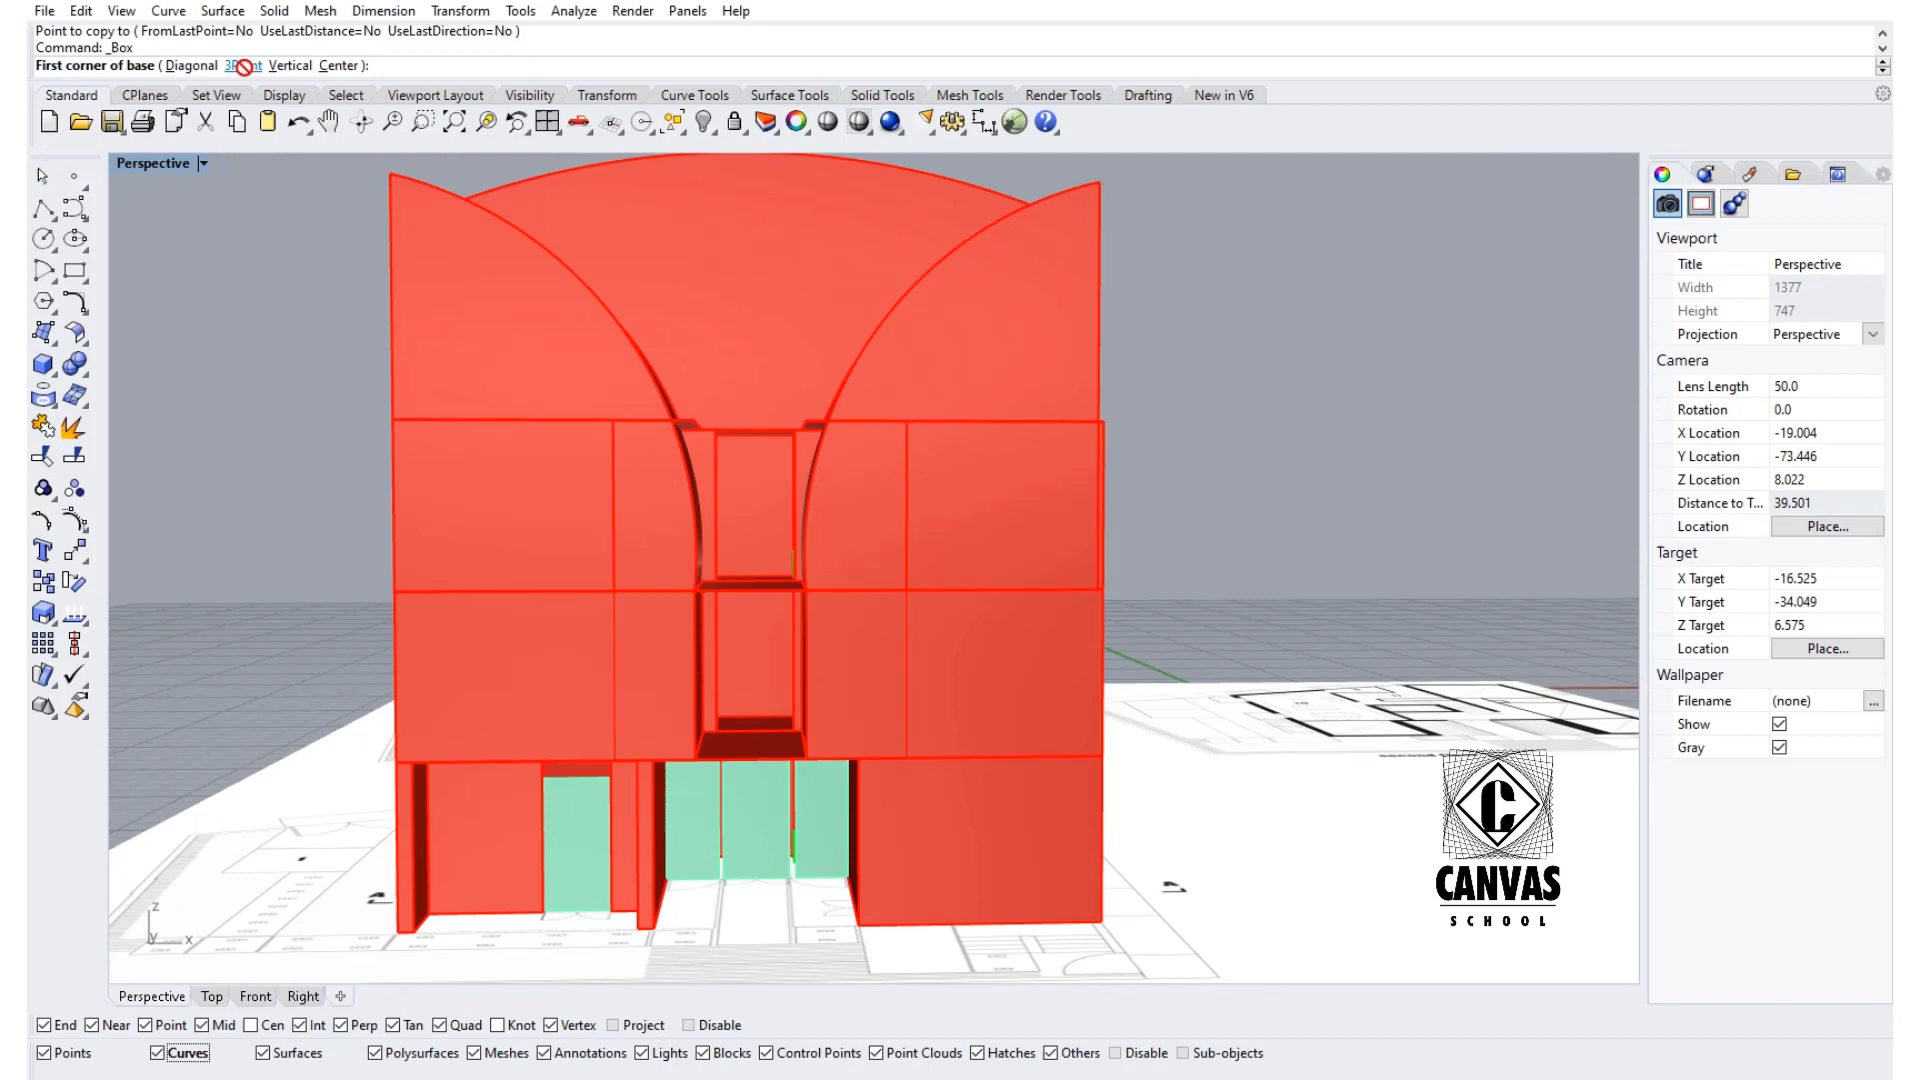 File Edit View Curve Surface Solid Mesh Dimension Transform Tools Analyze Render Panels Help
Point to copy to ( FromLastPoint=No UseLastDistance=No UseLastDirection=No )
Command: _Box
First corner of base ( Diagonal Vertical Center ):
Standard CPlanes Set View Display Select Viewport Layout Visibility Transform Curve Tools Surface Tools Solid Tools Mesh Tools Render Tools Drafting New in V6
Perspective
Viewport
Title Perspective
Width 1377
Height 747
Projection Perspective
Camera
Lens Length 50.0
Rotation 0.0
X Location -19.004
Y Location -73.446
Z Location 8.022
Distance to T... 39.501
Location Place...
Target
X Target -16.525
Y Target -34.049
Z Target 6.575
Location Place...
Wallpaper
Filename (none) ...
Show
Gray
C
CANVAS
SCHOOL
z
y x
Perspective Top Front Right
End Near Point Mid Cen Int Perp Tan Quad Knot Vertex Project Disable
Points Curves Surfaces Polysurfaces Meshes Annotations Lights Blocks Control Points Point Clouds Hatches Others Disable Sub-objects